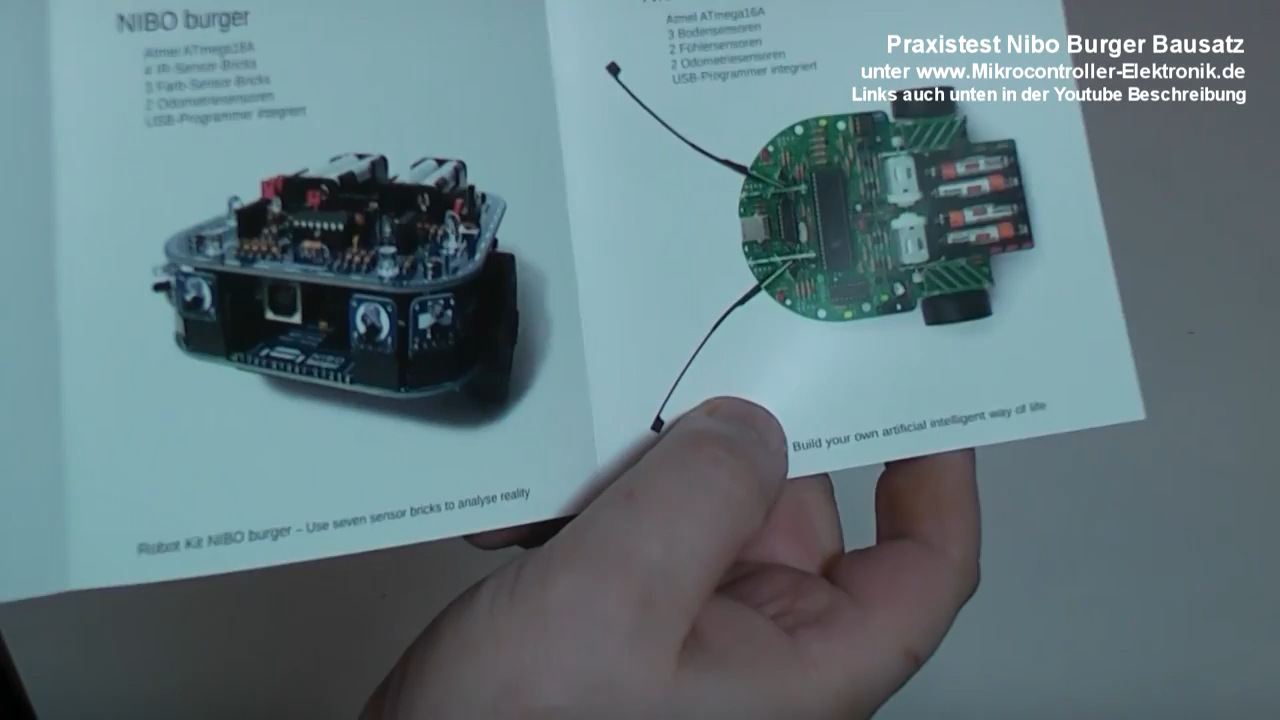 NIBO burger
Atmel ATmega16A
4 IR-Sensor-Bricks
3 Farb-Sensor-Bricks
2 Odometriesensoren
USB-Programmer integriert
Robot Kit NIBO burger – Use seven sensor bricks to analyse reality
Atmel ATmega16A
3 Bodensensoren
2 Fühlersensoren
2 Odometriesensoren
USB-Programmer integriert
Build your own artificial intelligent way of life
Praxistest Nibo Burger Bausatz
unter www.Mikrocontroller-Elektronik.de
Links auch unten in der Youtube Beschreibung